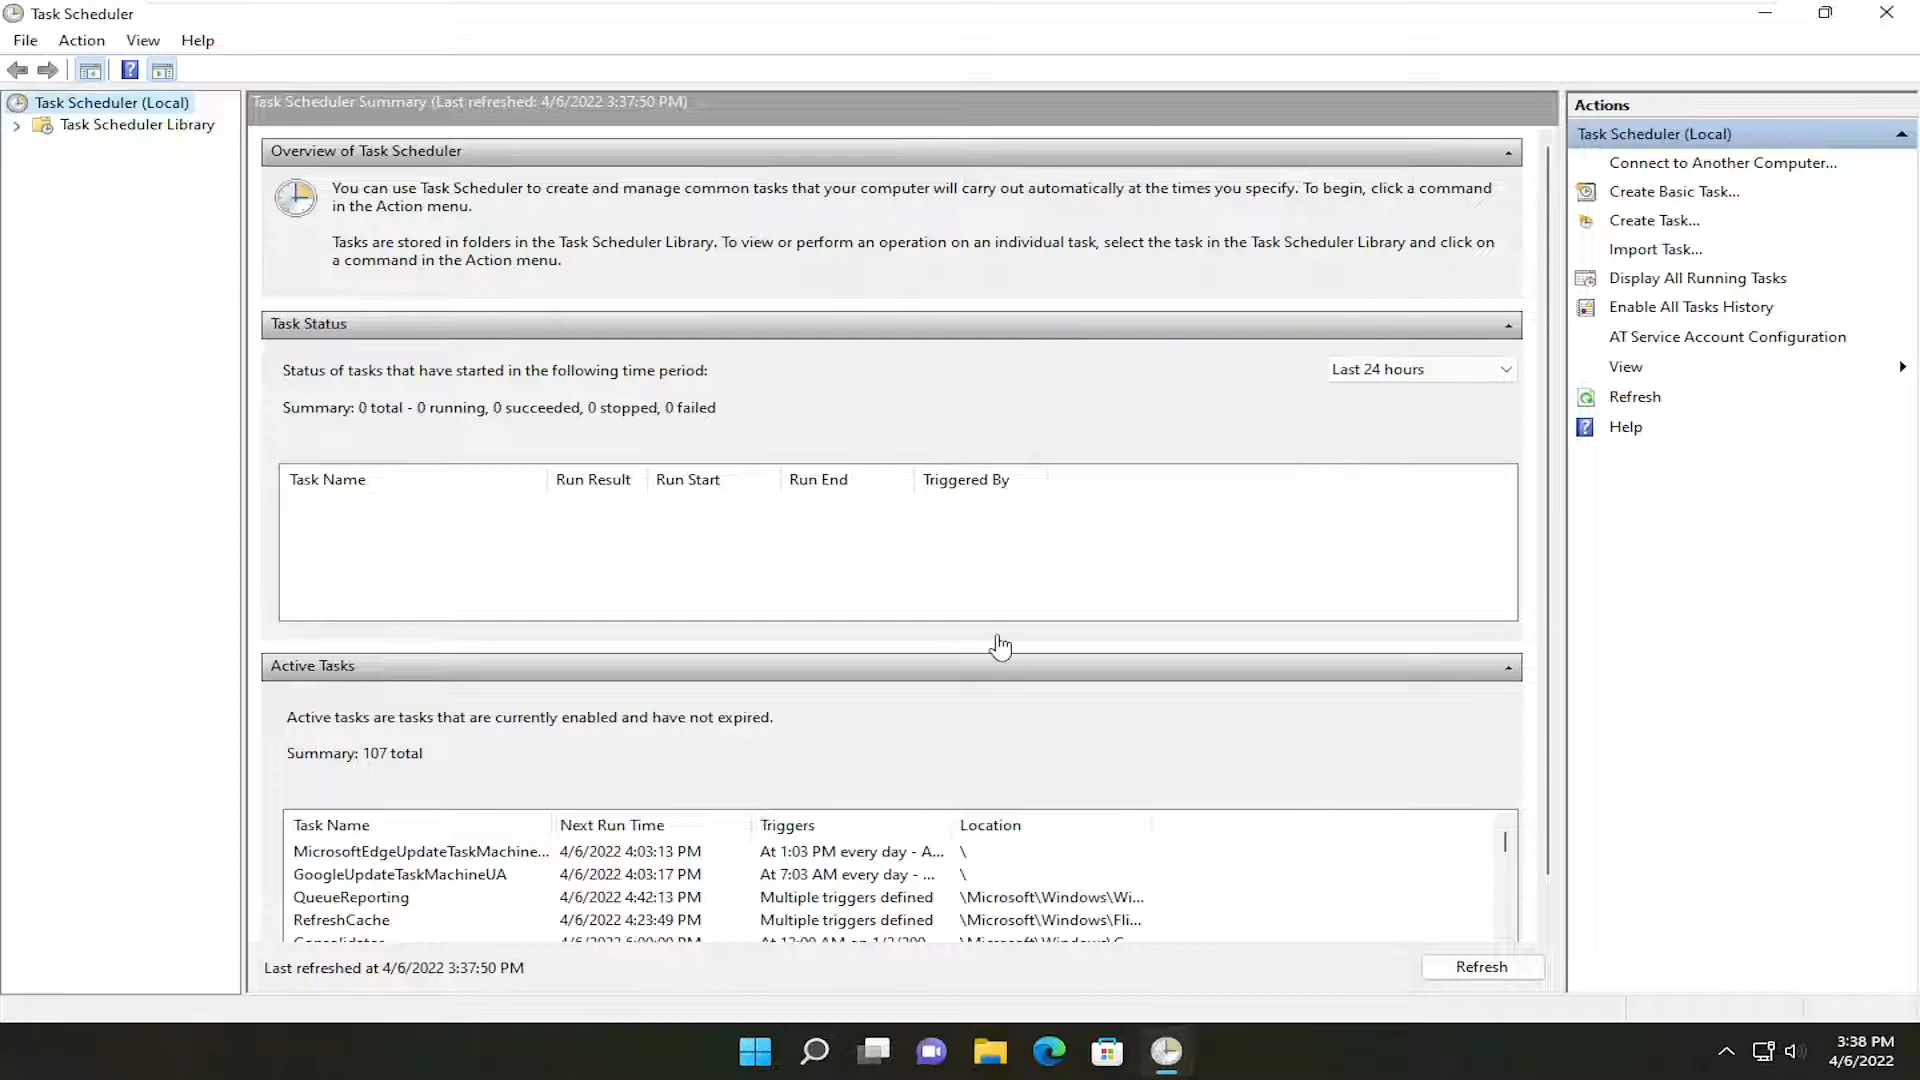 Task Scheduler
File Action View Help
Task Scheduler (Local)
Task Scheduler Library
Task Scheduler Summary (Last refreshed: 4/6/2022 3:37:50 PM)
Overview of Task Scheduler
You can use Task Scheduler to create and manage common tasks that your computer will carry out automatically at the times you specify. To begin, click a command
in the Action menu.
Tasks are stored in folders in the Task Scheduler Library. To view or perform an operation on an individual task, select the task in the Task Scheduler Library and click on
a command in the Action menu.
Task Status
Status of tasks that have started in the following time period:
Last 24 hours
Summary: 0 total - 0 running, 0 succeeded, 0 stopped, 0 failed
Task Name Run Result Run Start Run End Triggered By
Active Tasks
Active tasks are tasks that are currently enabled and have not expired.
Summary: 107 total
Task Name Next Run Time Triggers Location
MicrosoftEdgeUpdateTaskMachine... 4/6/2022 4:03:13 PM At 1:03 PM every day - A... \
GoogleUpdateTaskMachineUA 4/6/2022 4:03:17 PM At 7:03 AM every day - ... \
QueueReporting 4/6/2022 4:42:13 PM Multiple triggers defined \Microsoft\Windows\Wi...
RefreshCache 4/6/2022 4:23:49 PM Multiple triggers defined \Microsoft\Windows\Fli...
Last refreshed at 4/6/2022 3:37:50 PM
Refresh
Actions
Task Scheduler (Local)
Connect to Another Computer...
Create Basic Task...
Create Task...
Import Task...
Display All Running Tasks
Enable All Tasks History
AT Service Account Configuration
View
Refresh
Help
3:38 PM
4/6/2022